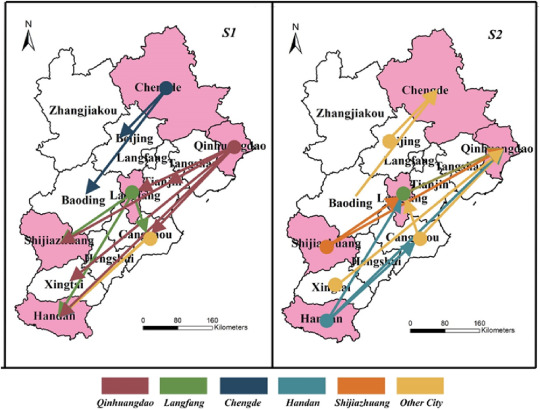 N
S1
Chengde
Zhangjiakou
Beijing
Qinhuangdao
Langfang
Tangshan
Tianjin
Langfang
Baoding
Shijiazhuang
Cangzhou
Hengshui
Xingtai
Handan
0 80 160
Kilometers
N
S2
Chengde
Zhangjiakou
Beijing
Qinhuangdao
Langfang
Tangshan
Tianjin
Langfang
Baoding
Shijiazhuang
Cangzhou
Hengshui
Xingtai
Handan
0 80 160
Kilometers
Qinhuangdao Langfang Chengde Handan Shijiazhuang Other City